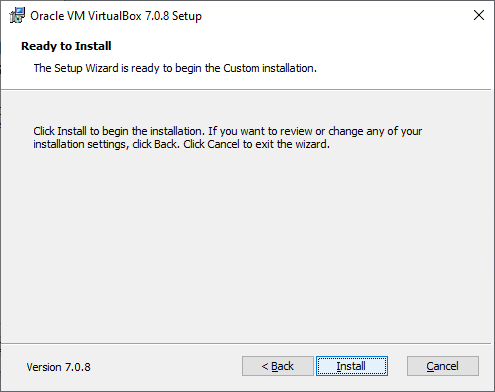 Oracle VM VirtualBox 7.0.8 Setup
Ready to Install
The Setup Wizard is ready to begin the Custom installation.
Click Install to begin the installation. If you want to review or change any of your
installation settings, click Back. Click Cancel to exit the wizard.
Version 7.0.8
< Back
Install
Cancel